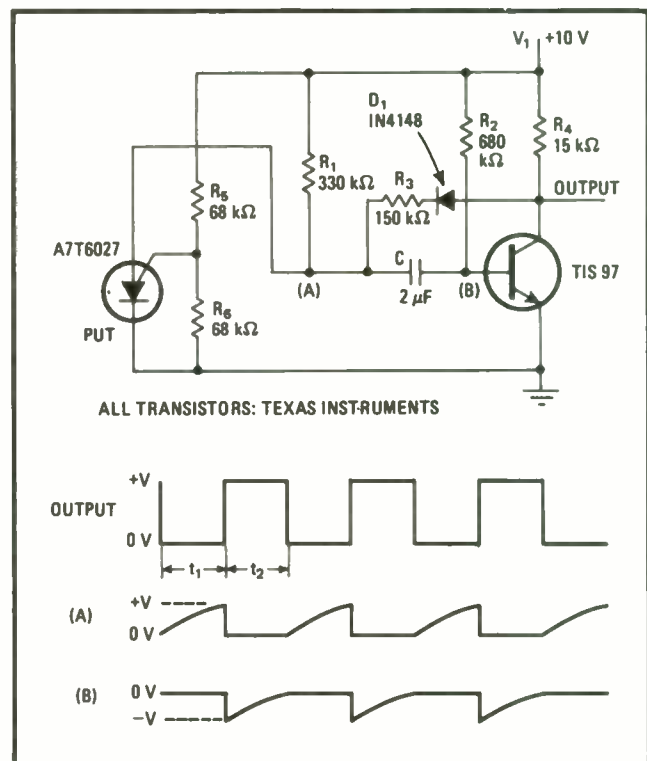 V₁ +10 V
D₁
IN4148
R₂
680
kΩ
R₄
15 kΩ
R₁
330 kΩ
R₃
150 kΩ
OUTPUT
R₅
68 kΩ
A7T6027
C
2 µF
(A)
(B)
TIS 97
R₆
68 kΩ
PUT
ALL TRANSISTORS: TEXAS INSTRUMENTS
+V
OUTPUT
0 V
t₁
t₂
(A)
+V
0 V
(B)
0 V
−V